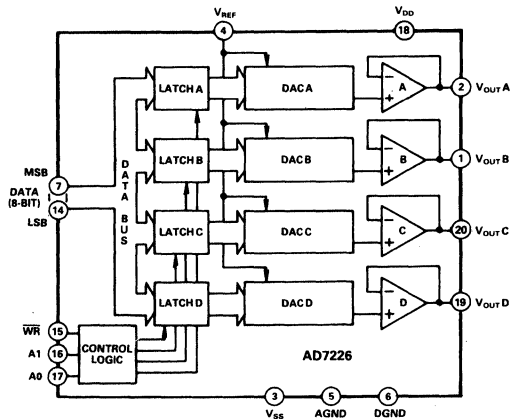 VREF
VDD
4
18
LATCH A
DAC A
A
2
VOUT A
MSB
7
DATA
(8-BIT)
14
LSB
DATA BUS
LATCH B
DAC B
B
1
VOUT B
LATCH C
DAC C
C
20
VOUT C
LATCH D
DAC D
D
19
VOUT D
WR
15
A1
16
A0
17
CONTROL
LOGIC
AD7226
3
5
6
VSS
AGND
DGND